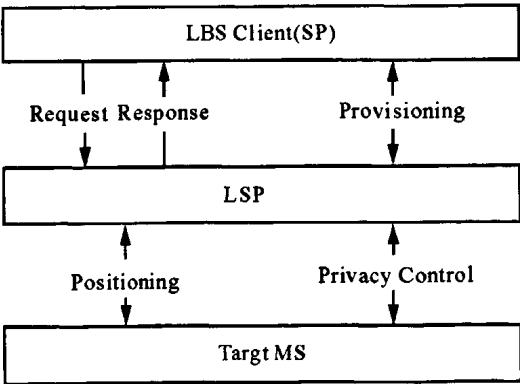 LBS Client(SP)
Request Response
Provisioning
LSP
Positioning
Privacy Control
Targt MS